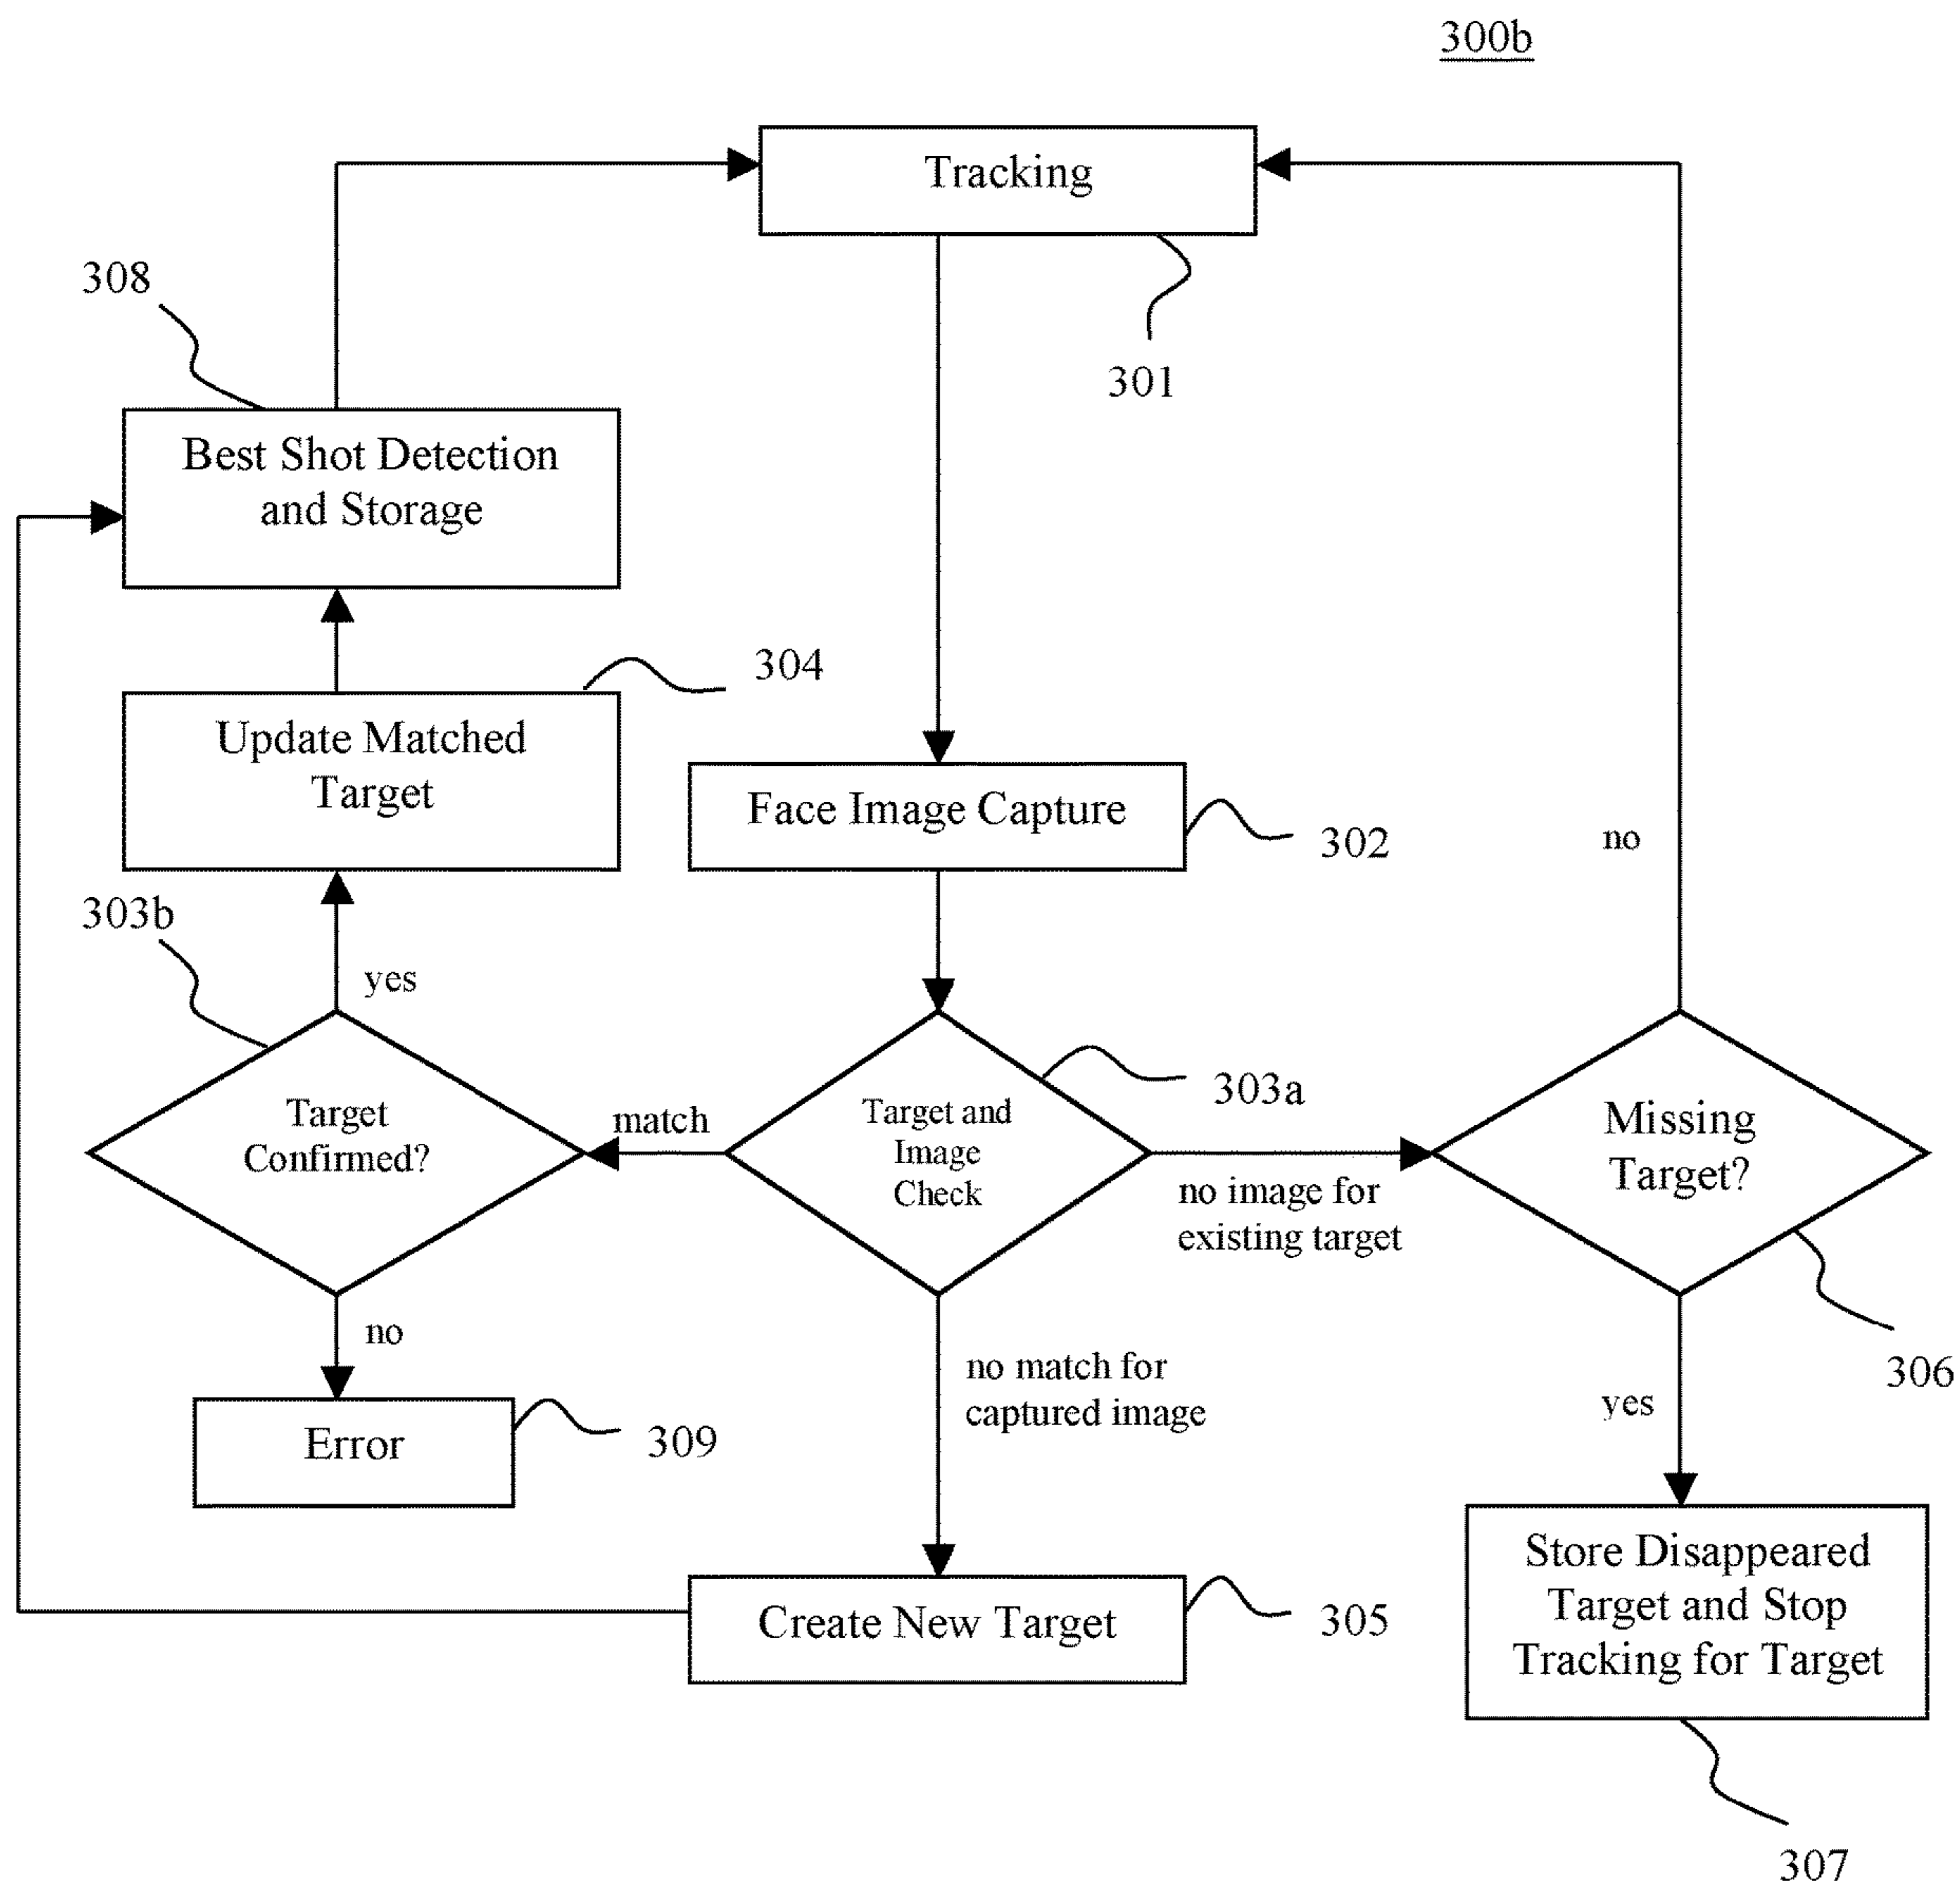 300b
Tracking
301
308
Best Shot Detection
and Storage
304
Update Matched
Target
Face Image Capture
302
no
303b
yes
303a
Target
Confirmed?
match
Target and
Image
Check
no image for
existing target
Missing
Target?
306
no
no match for
captured image
yes
Error
309
Create New Target
305
Store Disappeared
Target and Stop
Tracking for Target
307